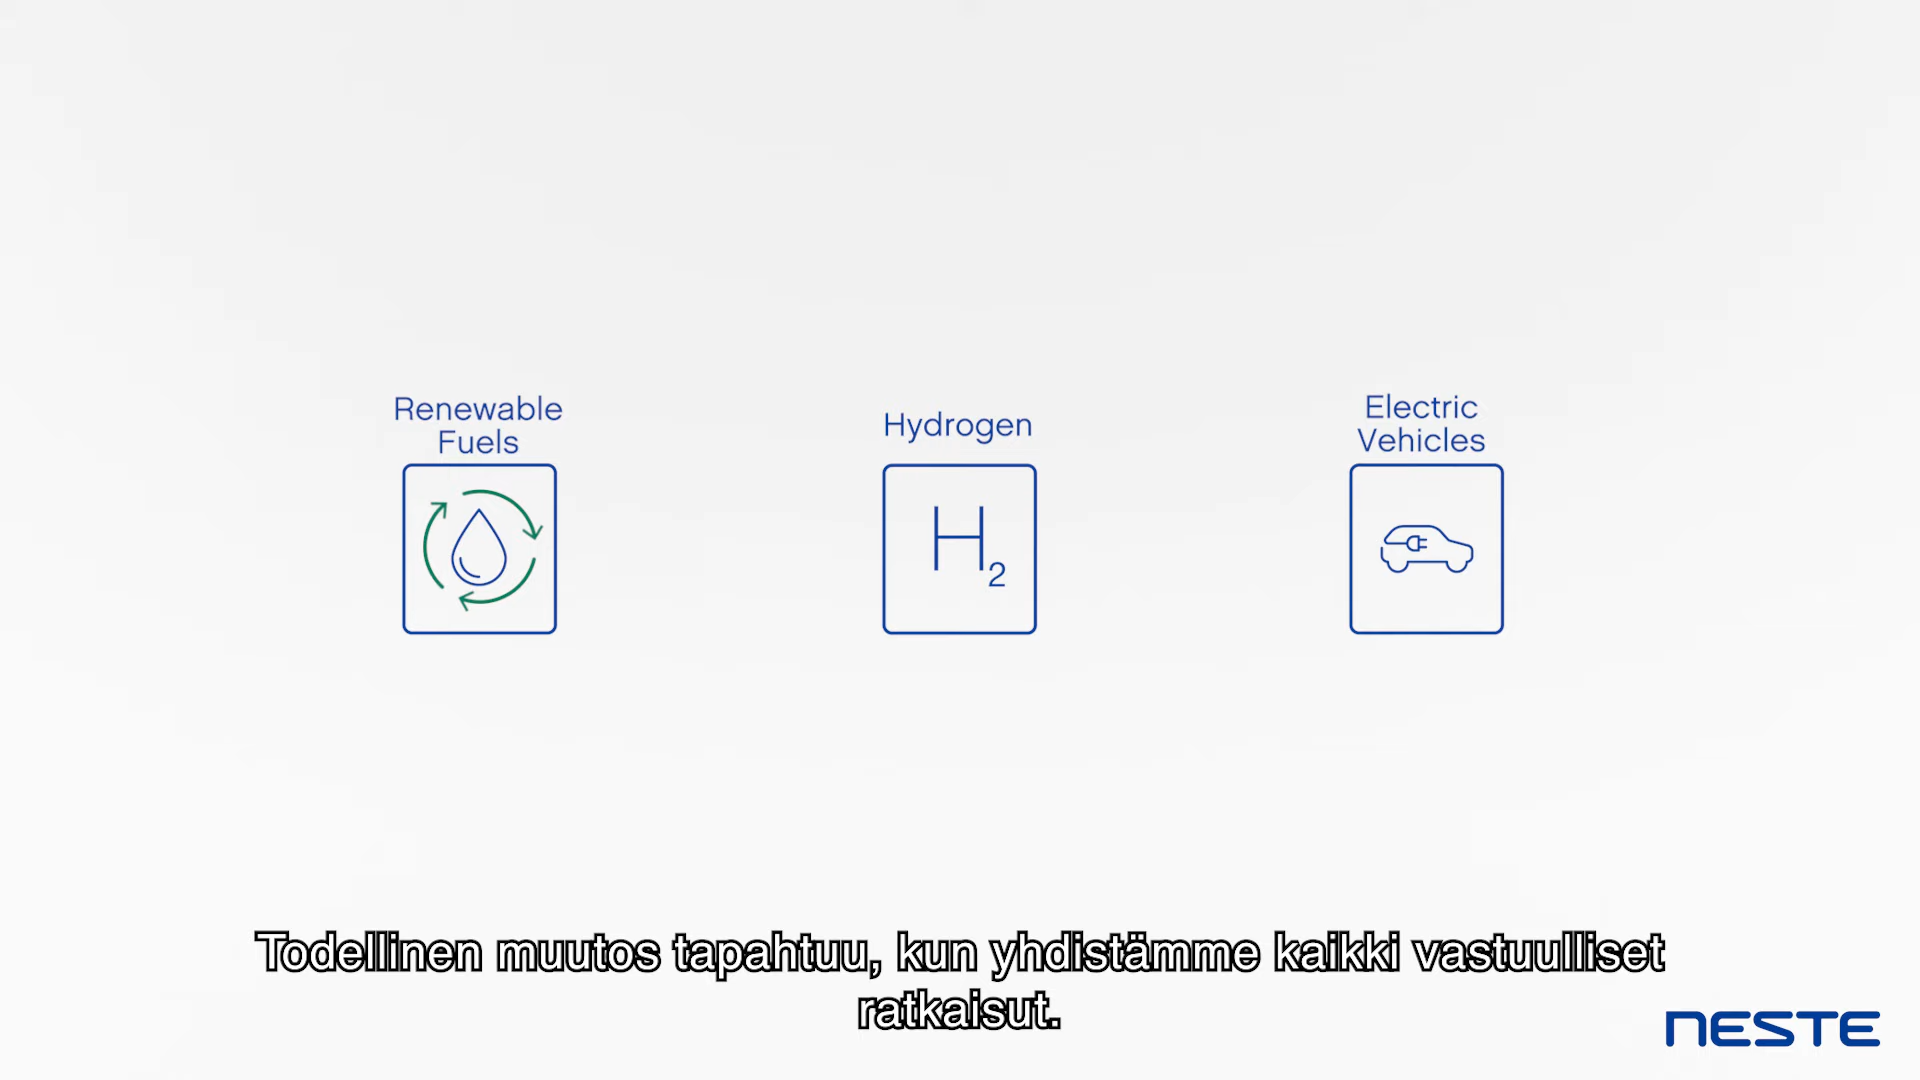 Renewable
Fuels
Hydrogen
H2
Electric
Vehicles
Todellinen muutos tapahtuu, kun yhdistämme kaikki vastuulliset
ratkaisut.
NESTE